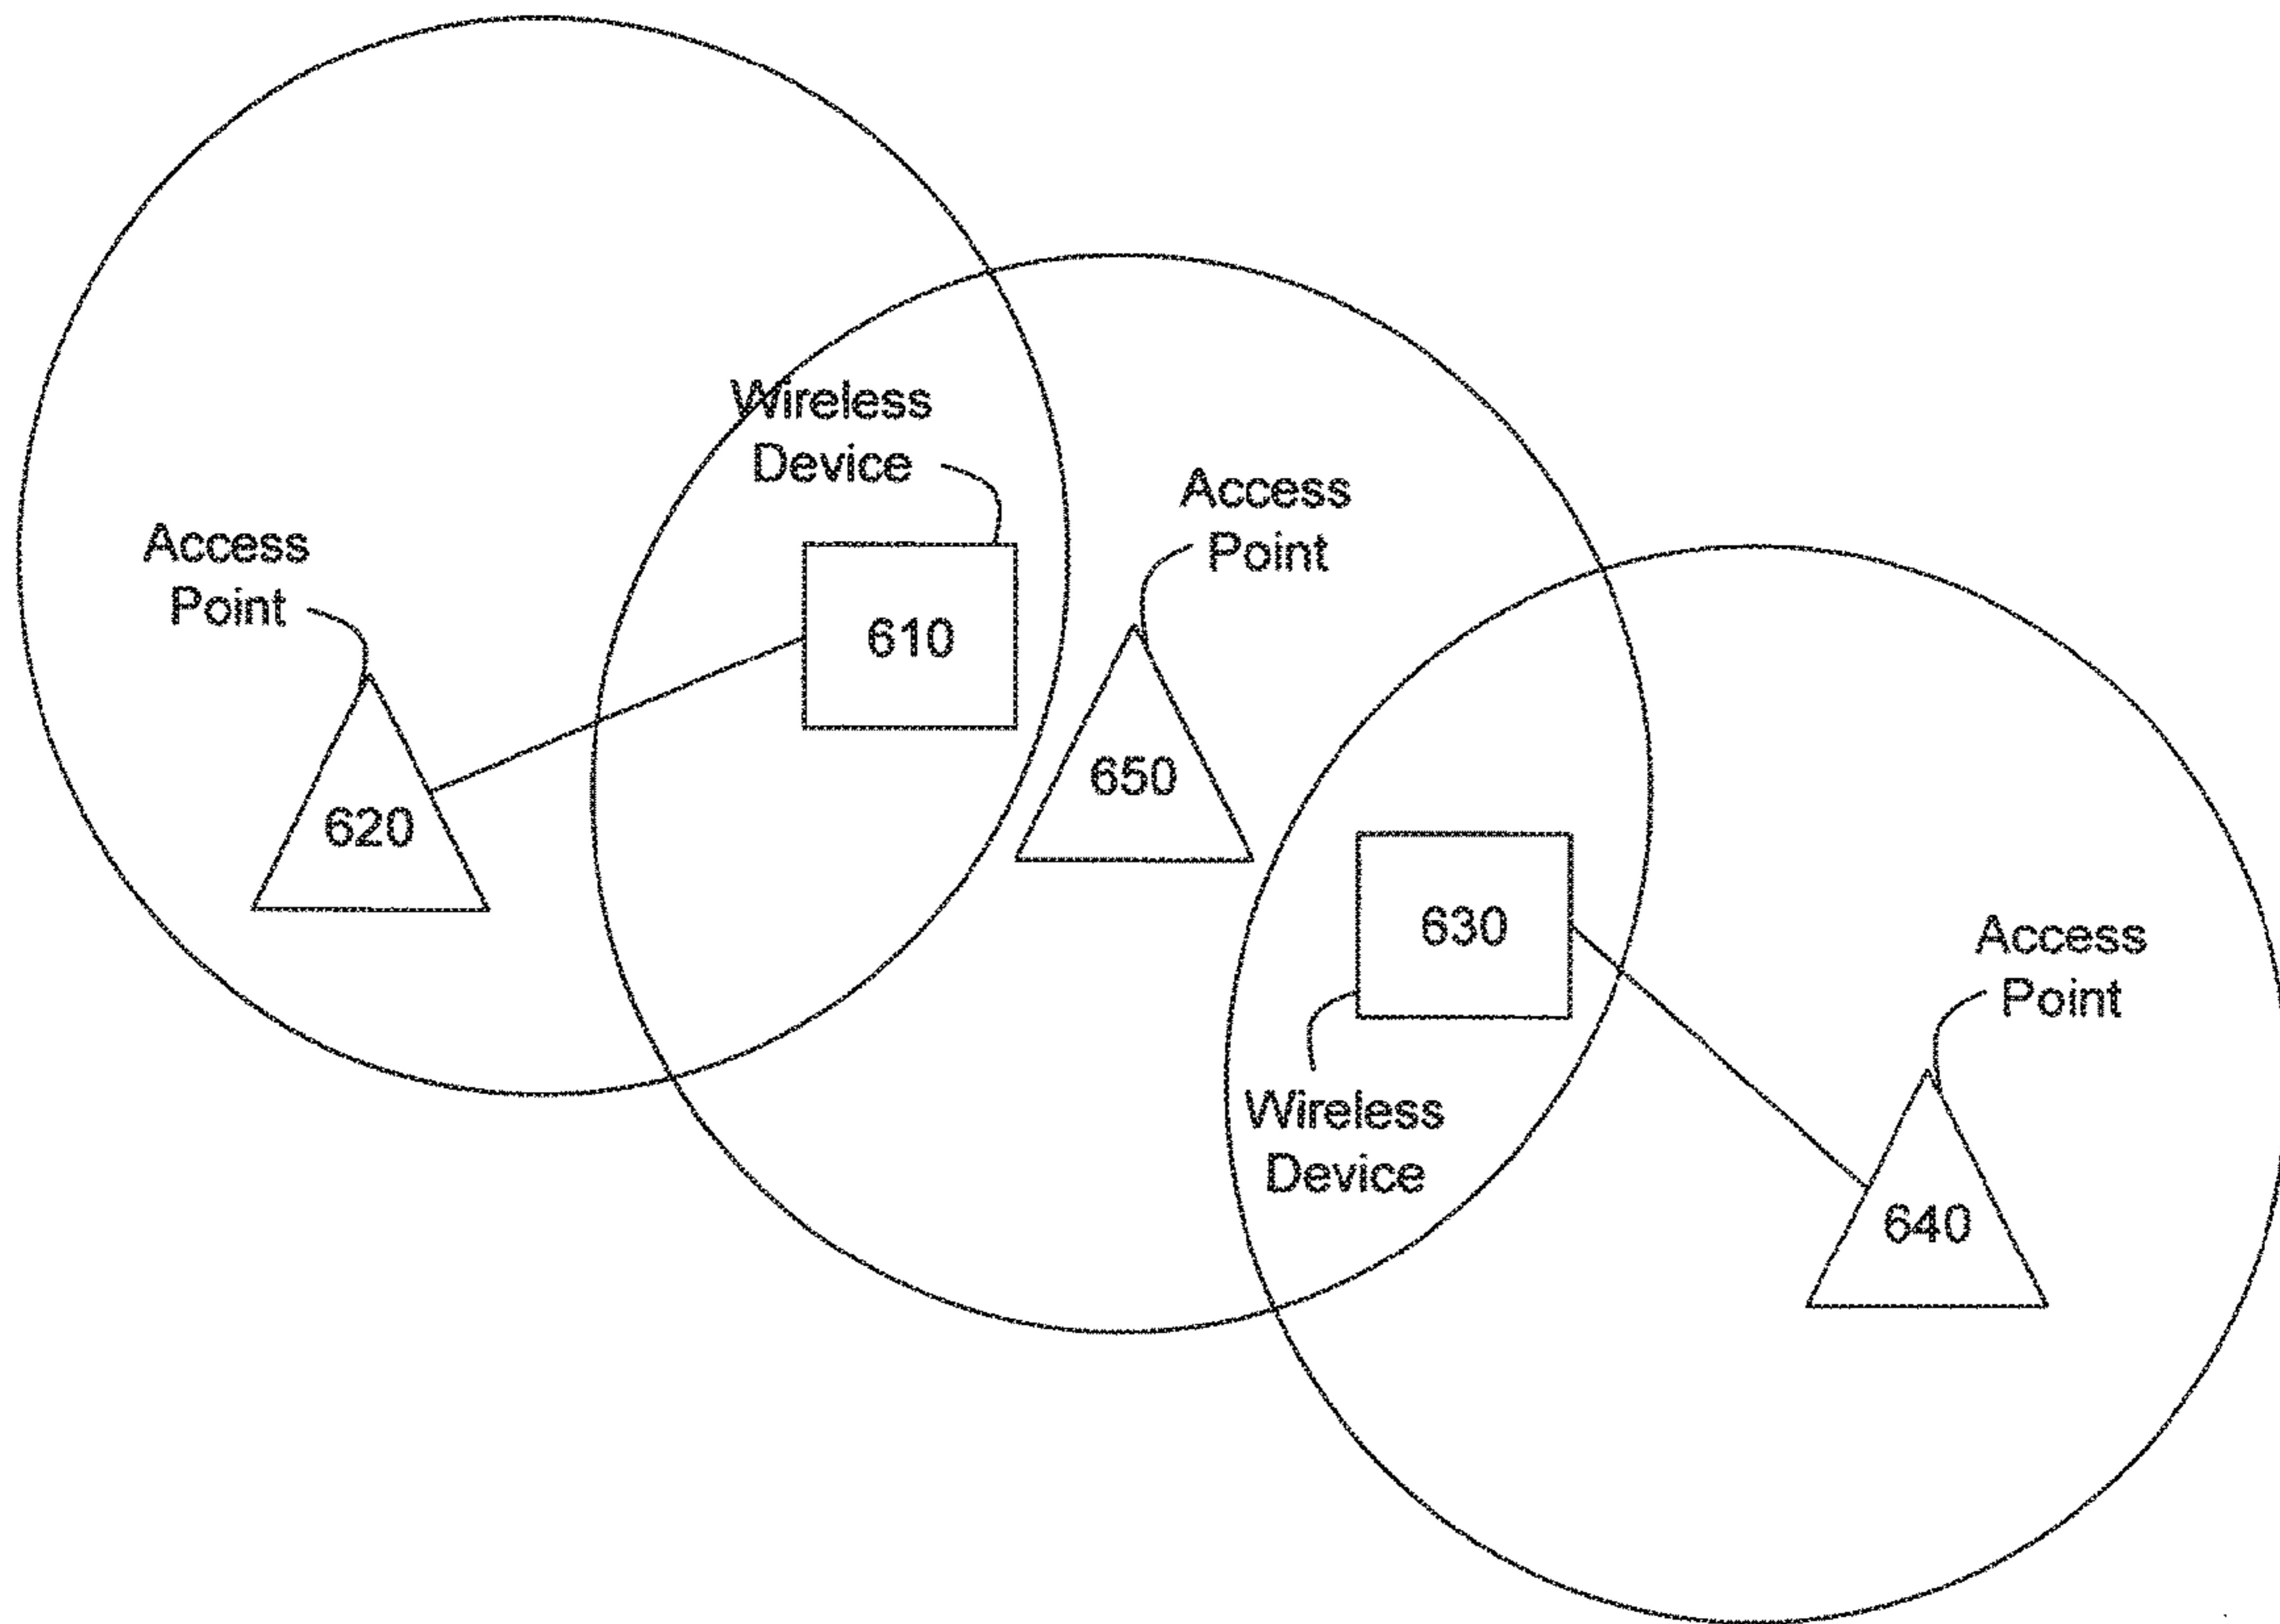 Wireless
Device
610
Access
Point
620
Access
Point
650
630
Wireless
Device
Access
Point
640